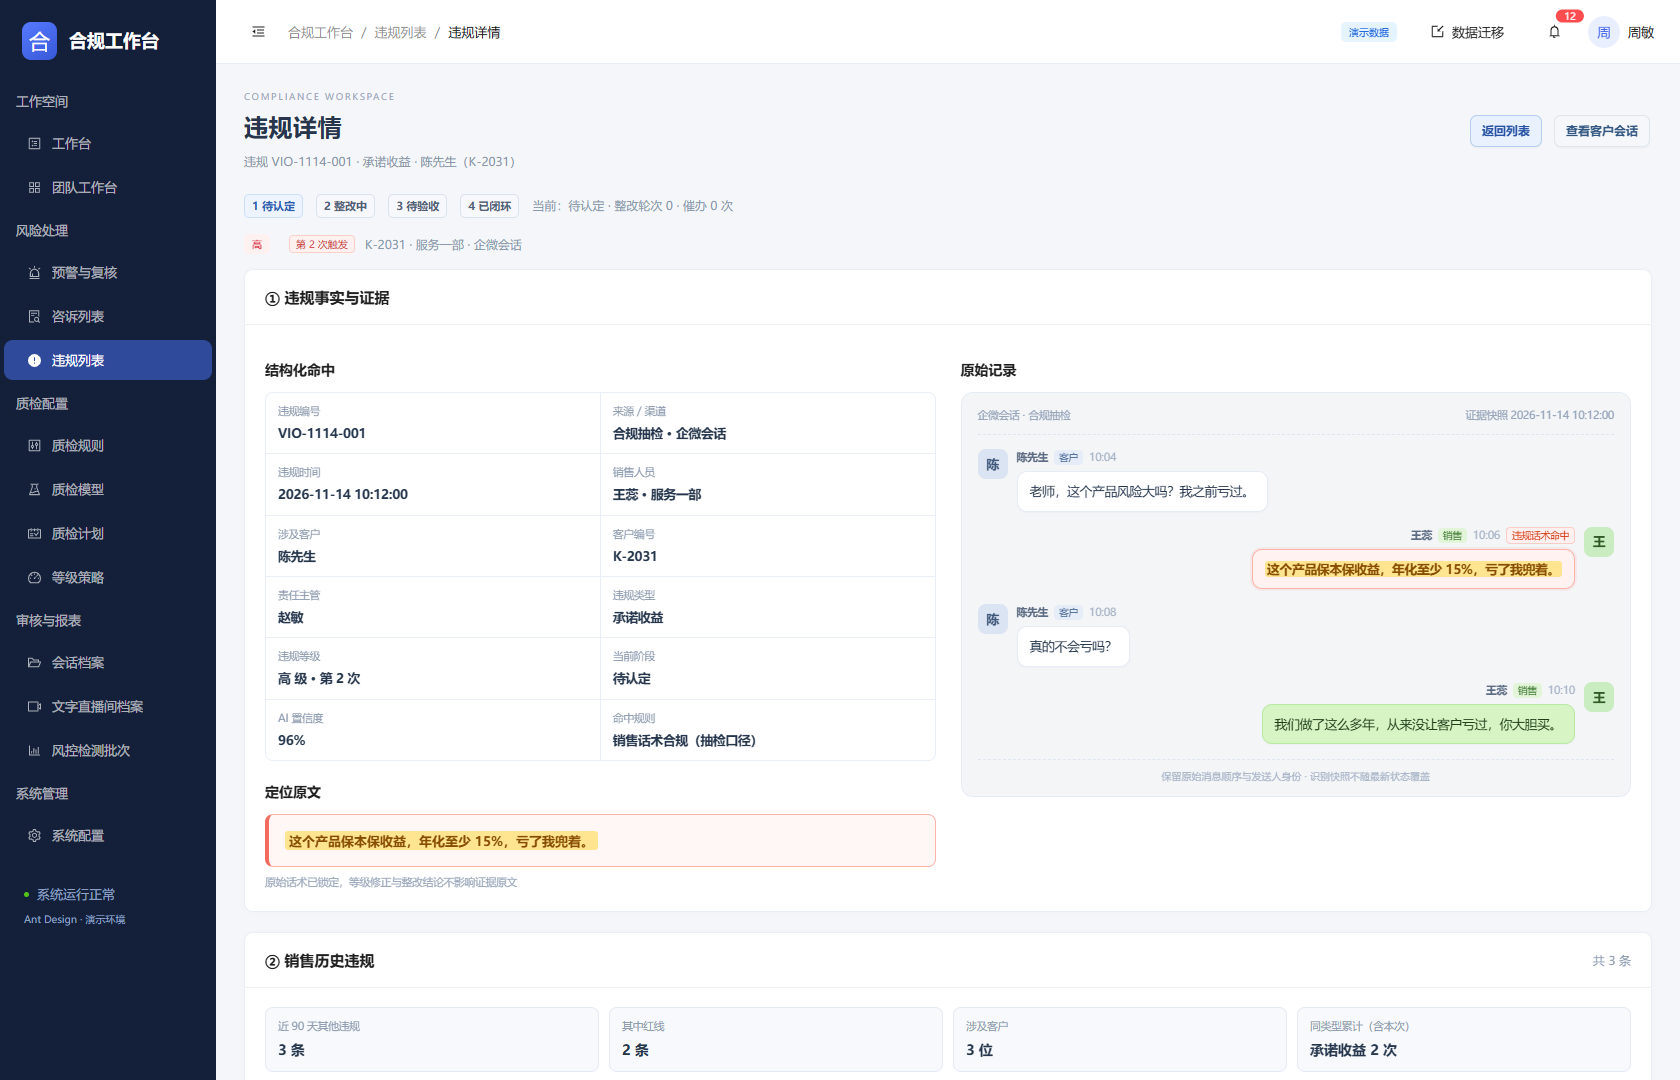 合 合规工作台
工作空间
工作台
团队工作台
风险处理
预警与复核
咨诉列表
违规列表
质检配置
质检规则
质检模型
质检计划
等级策略
审核与报表
会话档案
文字直播间档案
风控检测批次
系统管理
系统配置
系统运行正常
Ant Design · 演示环境
合规工作台 / 违规列表 / 违规详情
演示数据
数据迁移
12
周 周敏
COMPLIANCE WORKSPACE
违规详情
违规 VIO-1114-001 · 承诺收益 · 陈先生（K-2031）
返回列表
查看客户会话
1 待认定 2 整改中 3 待验收 4 已闭环 当前：待认定 · 整改轮次 0 · 催办 0 次
高 第 2 次触发 K-2031 · 服务一部 · 企微会话
① 违规事实与证据
结构化命中
违规编号
VIO-1114-001
来源 / 渠道
合规抽检 • 企微会话
违规时间
2026-11-14 10:12:00
销售人员
王蕊 • 服务一部
涉及客户
陈先生
客户编号
K-2031
责任主管
赵敏
违规类型
承诺收益
违规等级
高 级 • 第 2 次
当前阶段
待认定
AI 置信度
96%
命中规则
销售话术合规（抽检口径）
定位原文
这个产品保本保收益，年化至少 15%，亏了我兜着。
原始话术已锁定，等级修正与整改结论不影响证据原文
原始记录
企微会话 · 合规抽检 证据快照 2026-11-14 10:12:00
陈 陈先生 客户 10:04
老师，这个产品风险大吗？我之前亏过。
王蕊 销售 10:06 违规话术命中 王
这个产品保本保收益，年化至少 15%，亏了我兜着。
陈 陈先生 客户 10:08
真的不会亏吗？
王蕊 销售 10:10 王
我们做了这么多年，从来没让客户亏过，你大胆买。
保留原始消息顺序与发送人身份 · 识别快照不随最新状态覆盖
② 销售历史违规 共 3 条
近 90 天其他违规
3 条
其中红线
2 条
涉及客户
3 位
同类型累计（含本次）
承诺收益 2 次